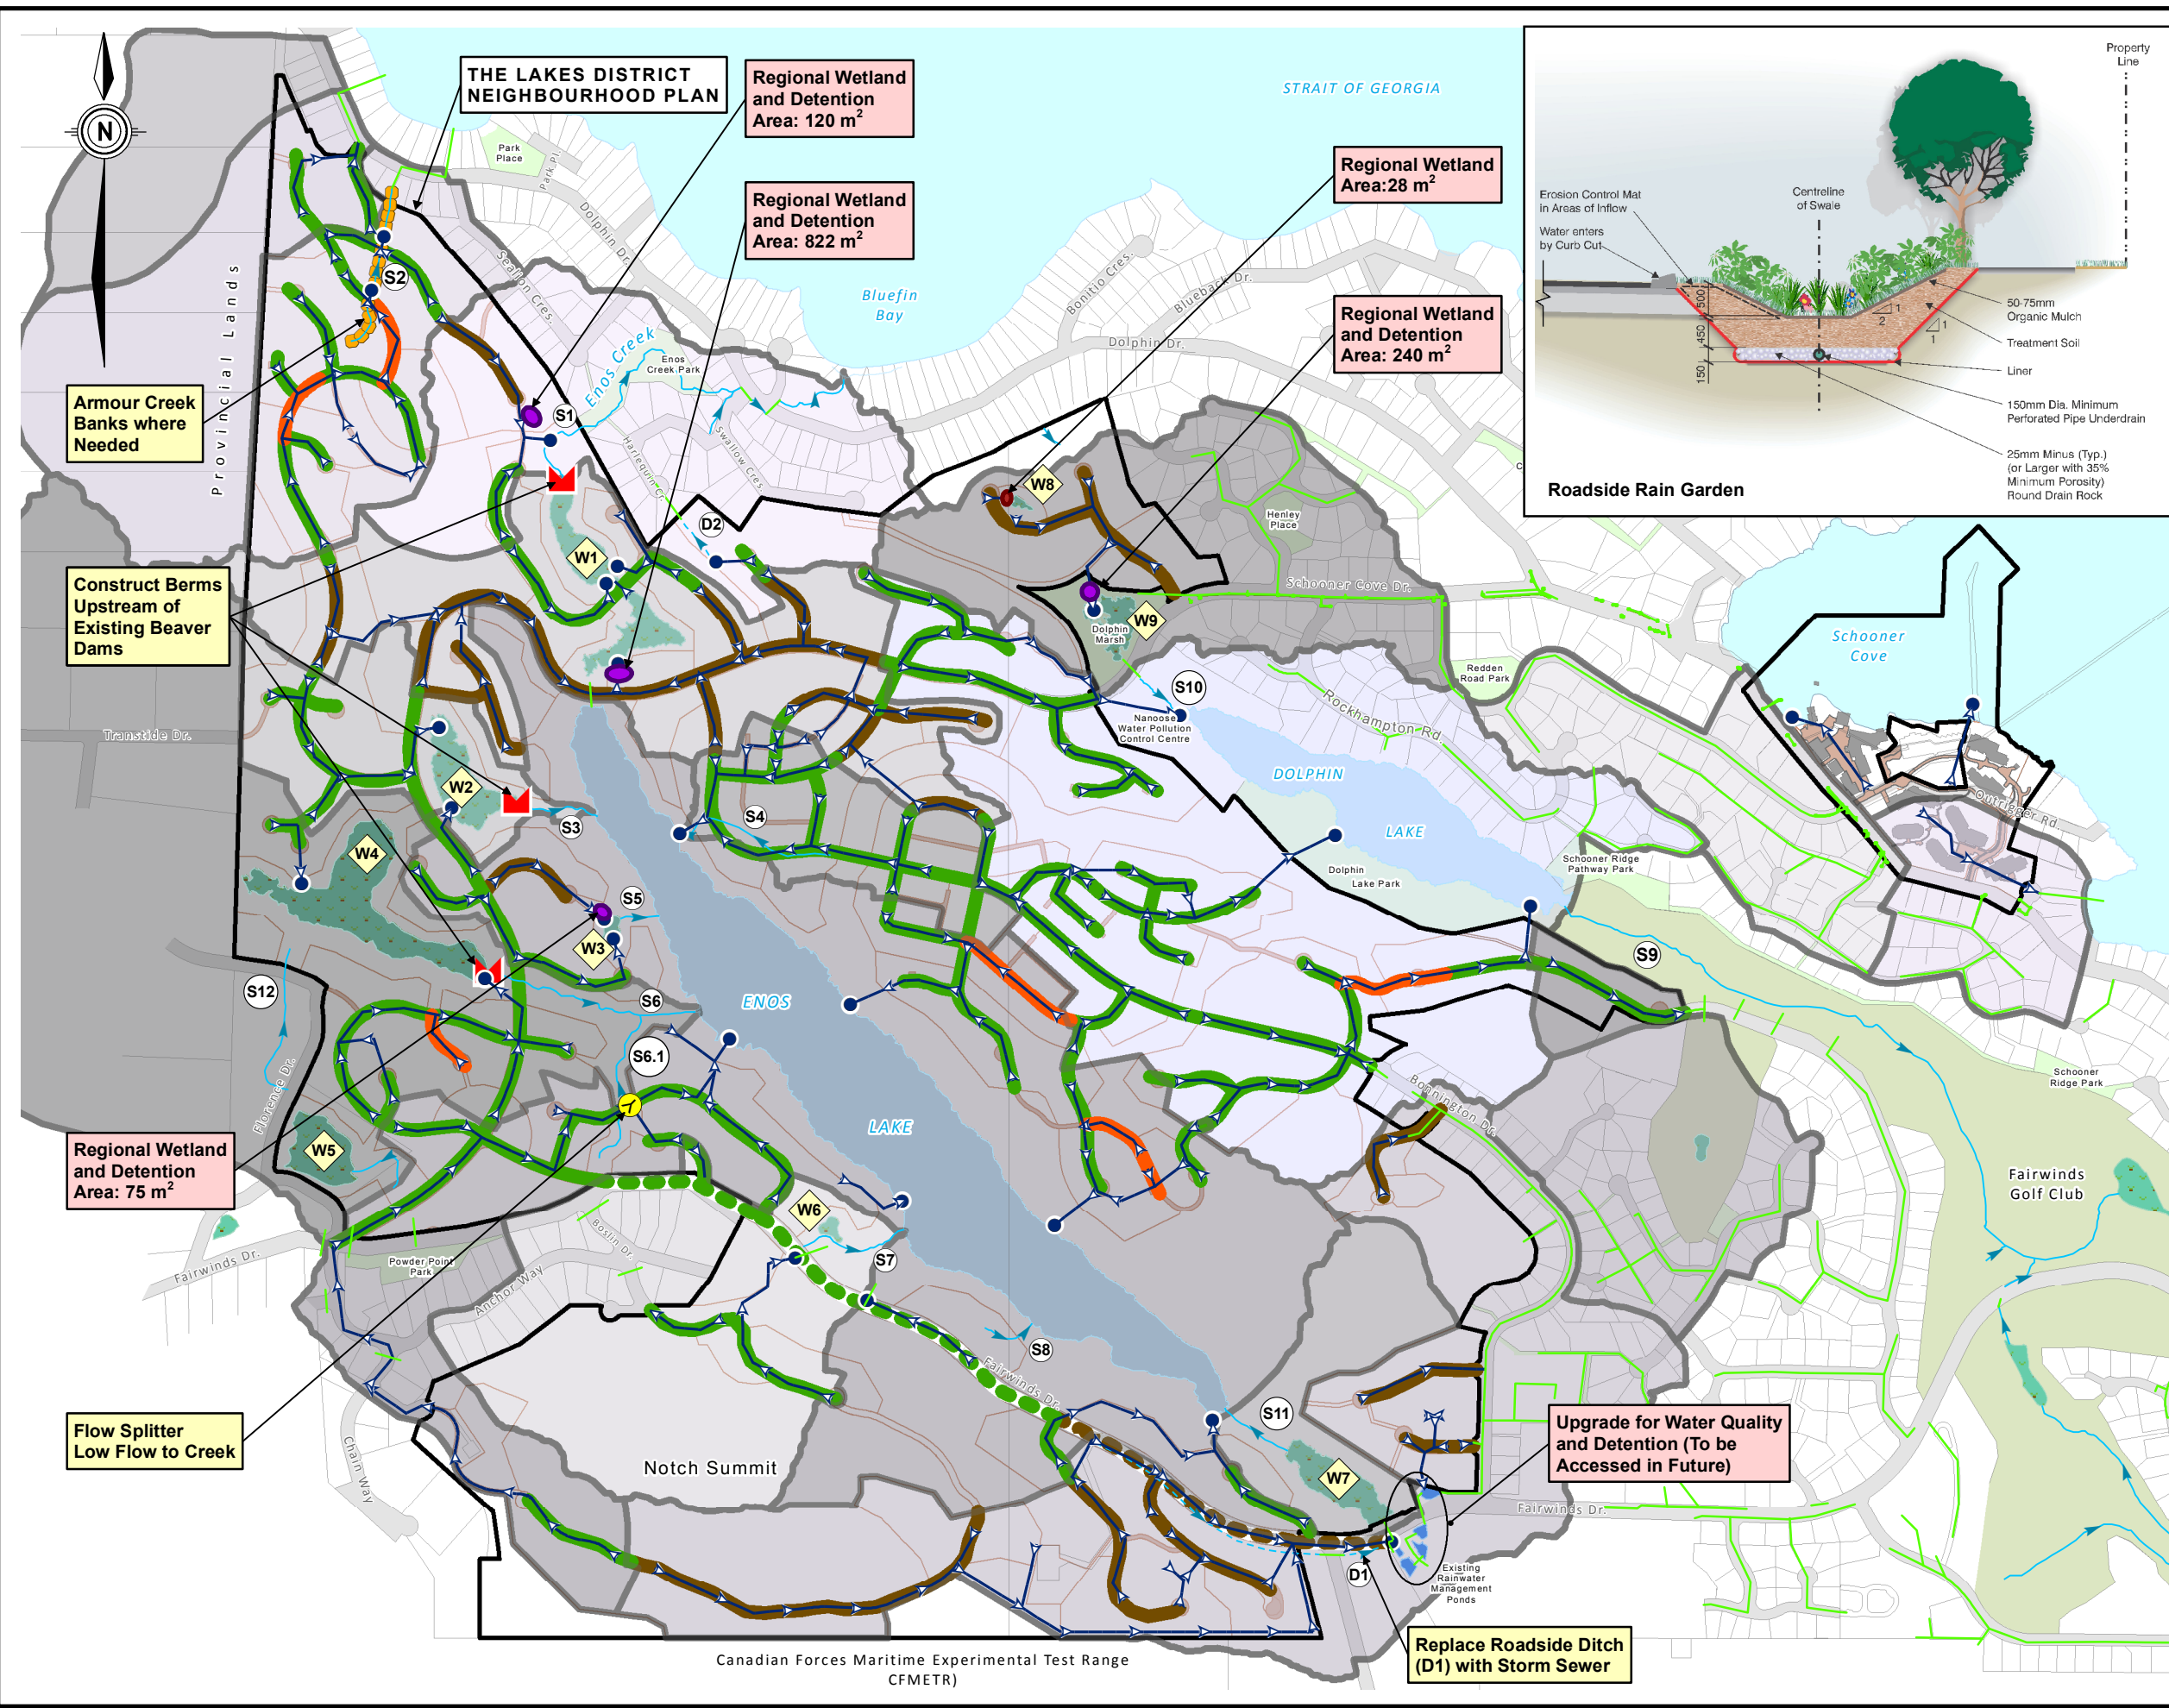 THE LAKES DISTRICT
NEIGHBOURHOOD PLAN
Regional Wetland
and Detention
Area: 120 m²
Regional Wetland
and Detention
Area: 822 m²
Regional Wetland
Area:28 m²
Regional Wetland
and Detention
Area: 240 m²
STRAIT OF GEORGIA
N
Park
Place
Park Pl.
Dolphin Dr.
Sealion Cres.
Bluefin
Bay
Bonitio Cres.
Blueback Dr.
Dolphin Dr.
Provincial Lands
Enos Creek
Enos
Creek Park
Harlequin Cr.
Swallow Cres.
S2
S1
D2
Armour Creek
Banks where
Needed
Construct Berms
Upstream of
Existing Beaver
Dams
W1
W8
Henley
Place
Schooner Cove Dr.
Dolphin
Marsh
W9
S10
Nanoose
Water Pollution
Control Centre
Rockhampton Rd.
Redden
Road Park
DOLPHIN
LAKE
Dolphin
Lake Park
Schooner Ridge
Pathway Park
Schooner
Cove
Outrigger Rd.
Transtide Dr.
W2
S3
S4
W4
S5
W3
S12
S6
S6.1
ENOS
LAKE
Florence Dr.
W5
S9
Bonnington Dr.
Schooner
Ridge Park
Fairwinds
Golf Club
Regional Wetland
and Detention
Area: 75 m²
Fairwinds Dr.
Powder Point
Park
Boslin Dr.
Anchor Way
W6
S7
S8
Fairwinds Dr.
S11
W7
Chain Way
Notch Summit
Flow Splitter
Low Flow to Creek
Upgrade for Water Quality
and Detention (To be
Accessed in Future)
Fairwinds Dr.
D1
Existing
Rainwater
Management
Ponds
Replace Roadside Ditch
(D1) with Storm Sewer
Canadian Forces Maritime Experimental Test Range
CFMETR)
Property
Line
Erosion Control Mat
in Areas of Inflow
Water enters
by Curb Cut
Centreline
of Swale
500
450
150
1
2
1
1
50-75mm
Organic Mulch
Treatment Soil
Liner
150mm Dia. Minimum
Perforated Pipe Underdrain
25mm Minus (Typ.)
(or Larger with 35%
Minimum Porosity)
Round Drain Rock
Roadside Rain Garden